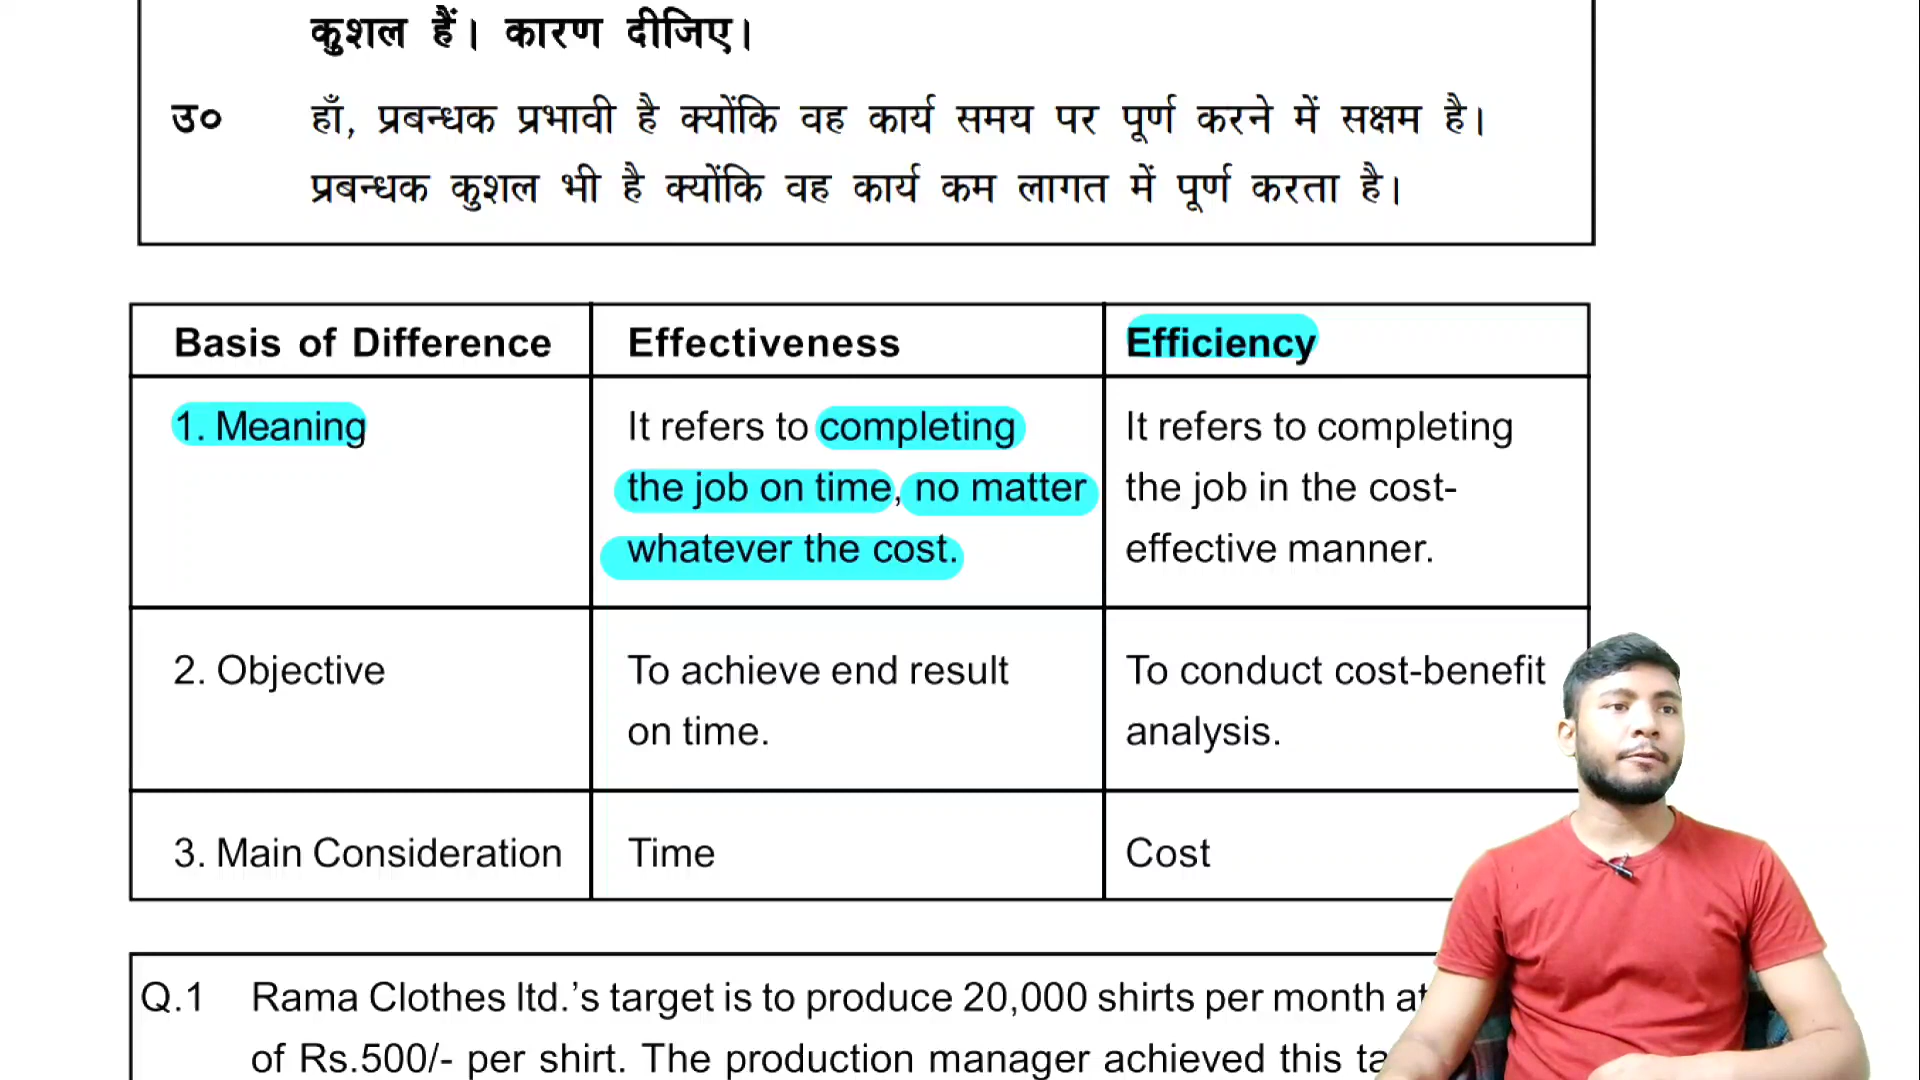 कुशल हैं। कारण दीजिए।
उ० हाँ, प्रबन्धक प्रभावी है क्योंकि वह कार्य समय पर पूर्ण करने में सक्षम है।
प्रबन्धक कुशल भी है क्योंकि वह कार्य कम लागत में पूर्ण करता है।
Basis of Difference Effectiveness Efficiency
1. Meaning It refers to completing It refers to completing
the job on time, no matter the job in the cost-
whatever the cost. effective manner.
2. Objective To achieve end result To conduct cost-benefit
on time. analysis.
3. Main Consideration Time Cost
Q.1 Rama Clothes ltd.’s target is to produce 20,000 shirts per month at
of Rs.500/- per shirt. The production manager achieved this